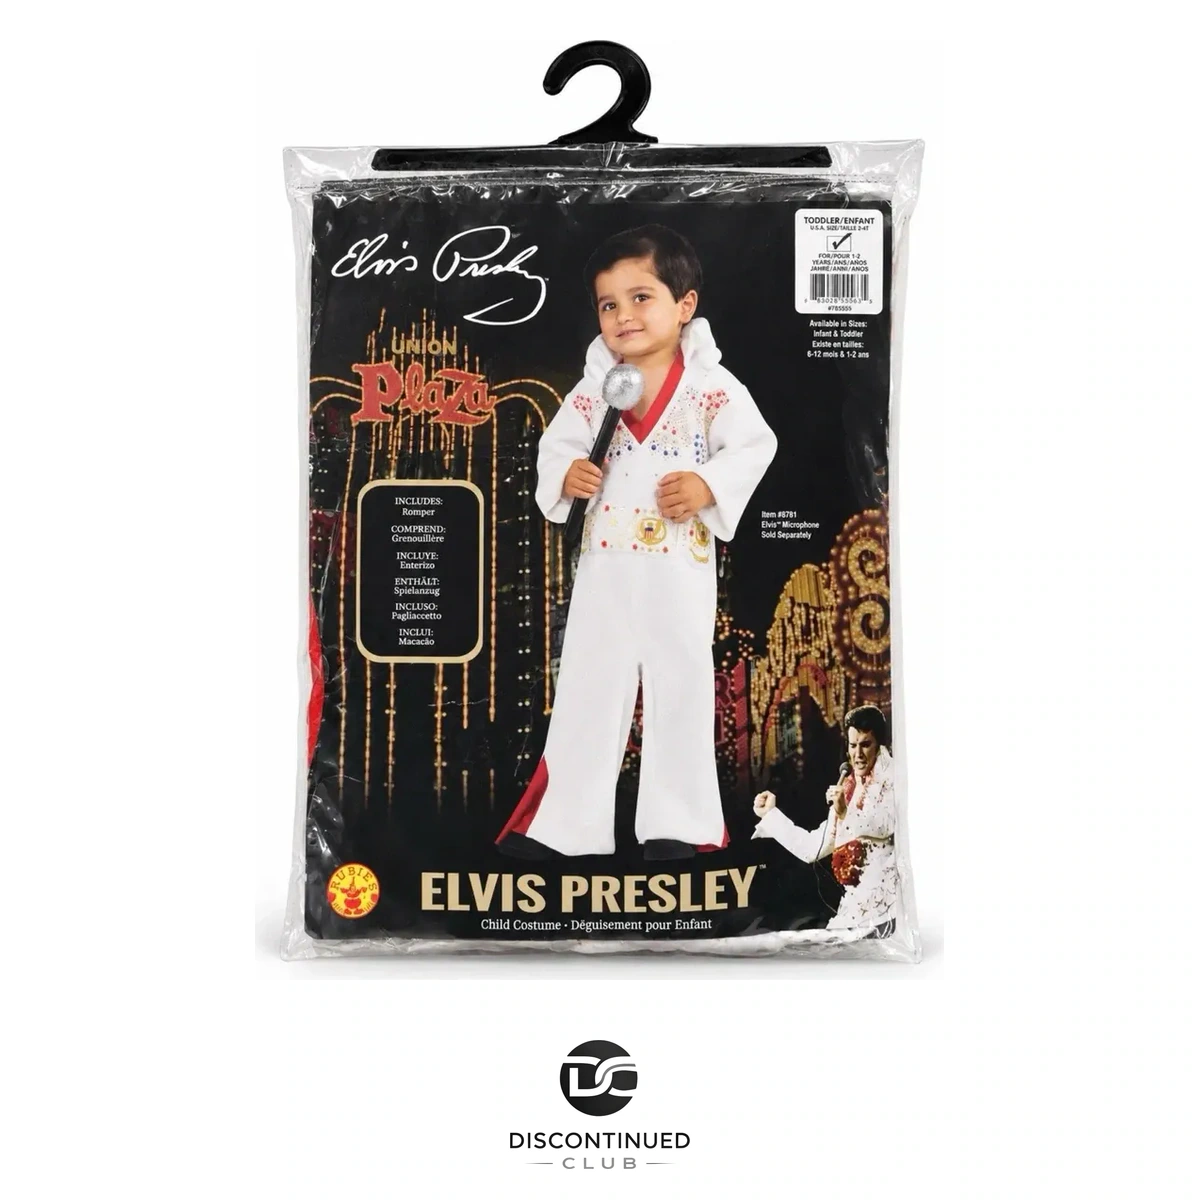 Elvis Presley
UNION
Plaza
TODDLER/ENFANT
U.S.A. SIZE/TAILLE 2-4T
FOR/POUR 1-2
YEARS/ANS/AÑOS
JAHRE/ANNI/ANOS
#785555
Available in Sizes:
Infant & Toddler
Existe en tailles:
6-12 mois & 1-2 ans
INCLUDES:
Romper
COMPREND:
Grenouillère
INCLUYE:
Enterizo
ENTHÄLT:
Spielanzug
INCLUSO:
Pagliaccetto
INCLUI:
Macacão
Item #8781
Elvis™ Microphone
Sold Separately
RUBIES
ELVIS PRESLEY™
Child Costume • Dëguisement pour Enfant
DC
DISCONTINUED
CLUB